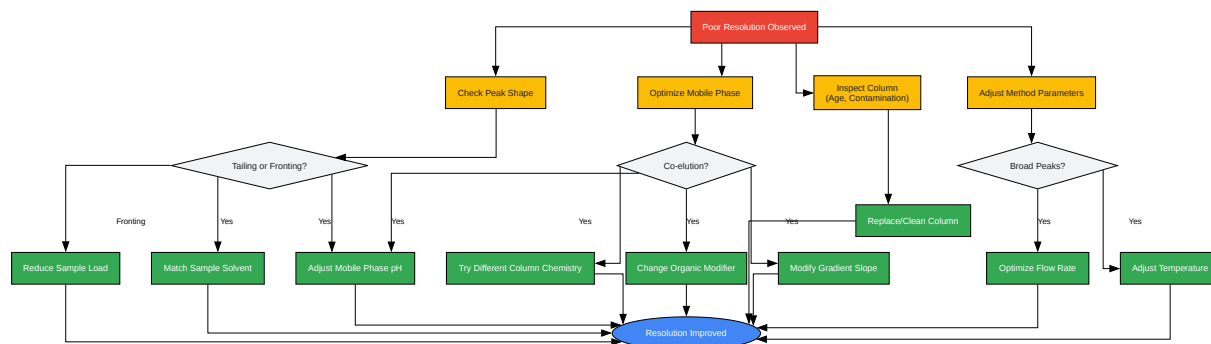 Poor Resolution Observed
Check Peak Shape
Optimize Mobile Phase
Inspect Column
(Age, Contamination)
Adjust Method Parameters
Tailing or Fronting?
Co-elution?
Broad Peaks?
Fronting
Yes
Yes
Yes
Yes
Yes
Yes
Yes
Yes
Replace/Clean Column
Reduce Sample Load
Match Sample Solvent
Adjust Mobile Phase pH
Try Different Column Chemistry
Change Organic Modifier
Modify Gradient Slope
Optimize Flow Rate
Adjust Temperature
Resolution Improved